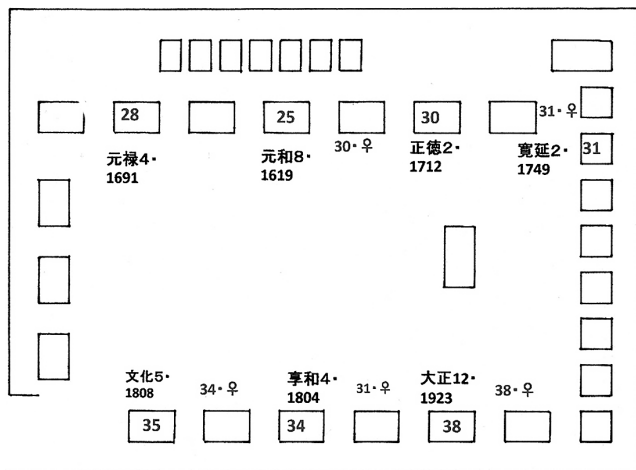 28
25
30
31・♀
元禄4・
1691
元和8・
1619
30・♀
正徳2・
1712
寛延2・
1749
31
文化5・
1808
34・♀
享和4・
1804
31・♀
大正12・
1923
38・♀
35
34
38